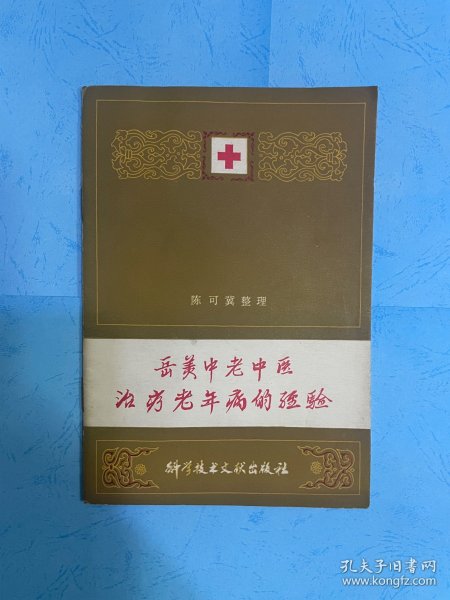 陈可冀整理
岳美中老中医
治疗老年病的经验
科学技术文献出版社
孔夫子旧书网
www.kongfz.com